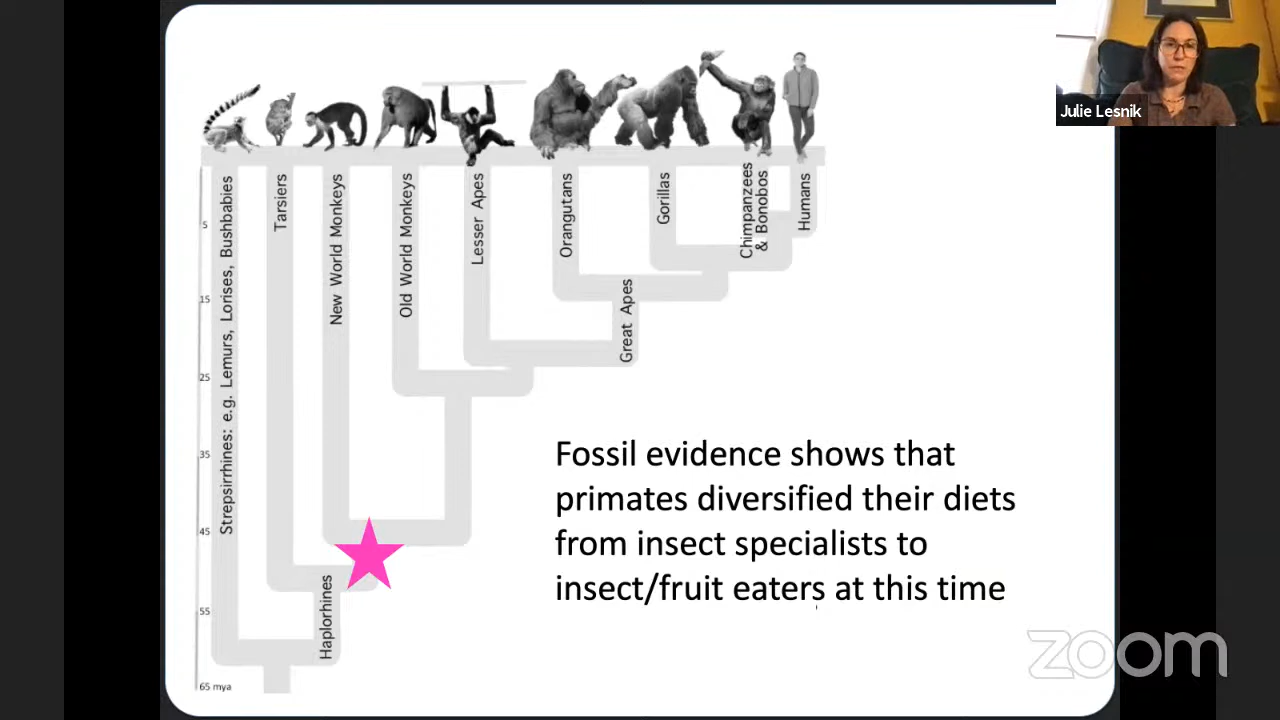 Julie Lesnik
Strepsirrhines: e.g. Lemurs, Lorises, Bushbabies
Tarsiers
New World Monkeys
Old World Monkeys
Lesser Apes
Orangutans
Gorillas
Chimpanzees
& Bonobos
Humans
Great Apes
Haplorhines
5
15
25
35
45
55
65 mya
Fossil evidence shows that
primates diversified their diets
from insect specialists to
insect/fruit eaters at this time
zoom